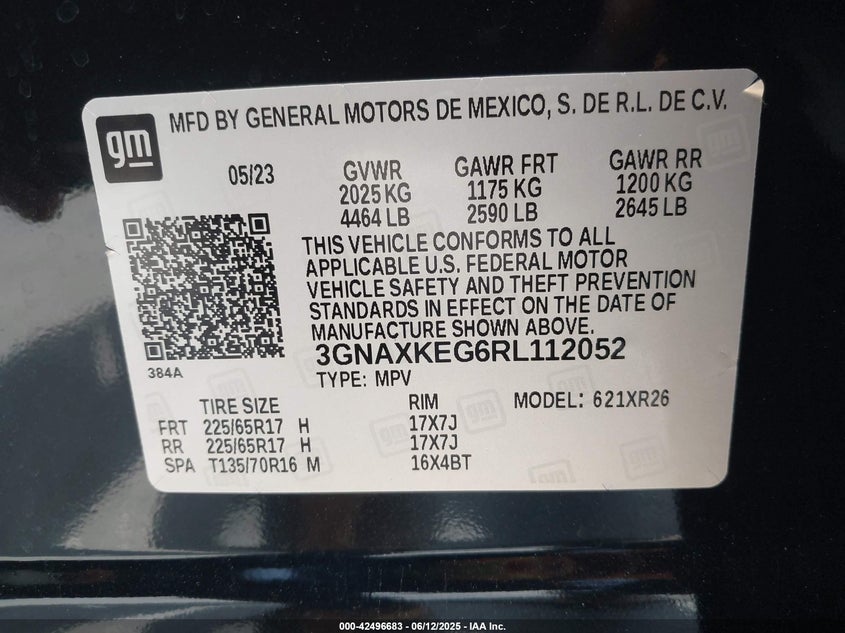 gm
MFD BY GENERAL MOTORS DE MEXICO, S. DE R.L. DE C.V.
05/23
GVWR GAWR FRT GAWR RR
2025 KG 1175 KG 1200 KG
4464 LB 2590 LB 2645 LB
THIS VEHICLE CONFORMS TO ALL
APPLICABLE U.S. FEDERAL MOTOR
VEHICLE SAFETY AND THEFT PREVENTION
STANDARDS IN EFFECT ON THE DATE OF
MANUFACTURE SHOWN ABOVE.
3GNAXKEG6RL112052
384A
TYPE: MPV
TIRE SIZE RIM MODEL: 621XR26
FRT 225/65R17 H 17X7J
RR 225/65R17 H 17X7J
SPA T135/70R16 M 16X4BT
000-42496683 - 06/12/2025 - IAA Inc.